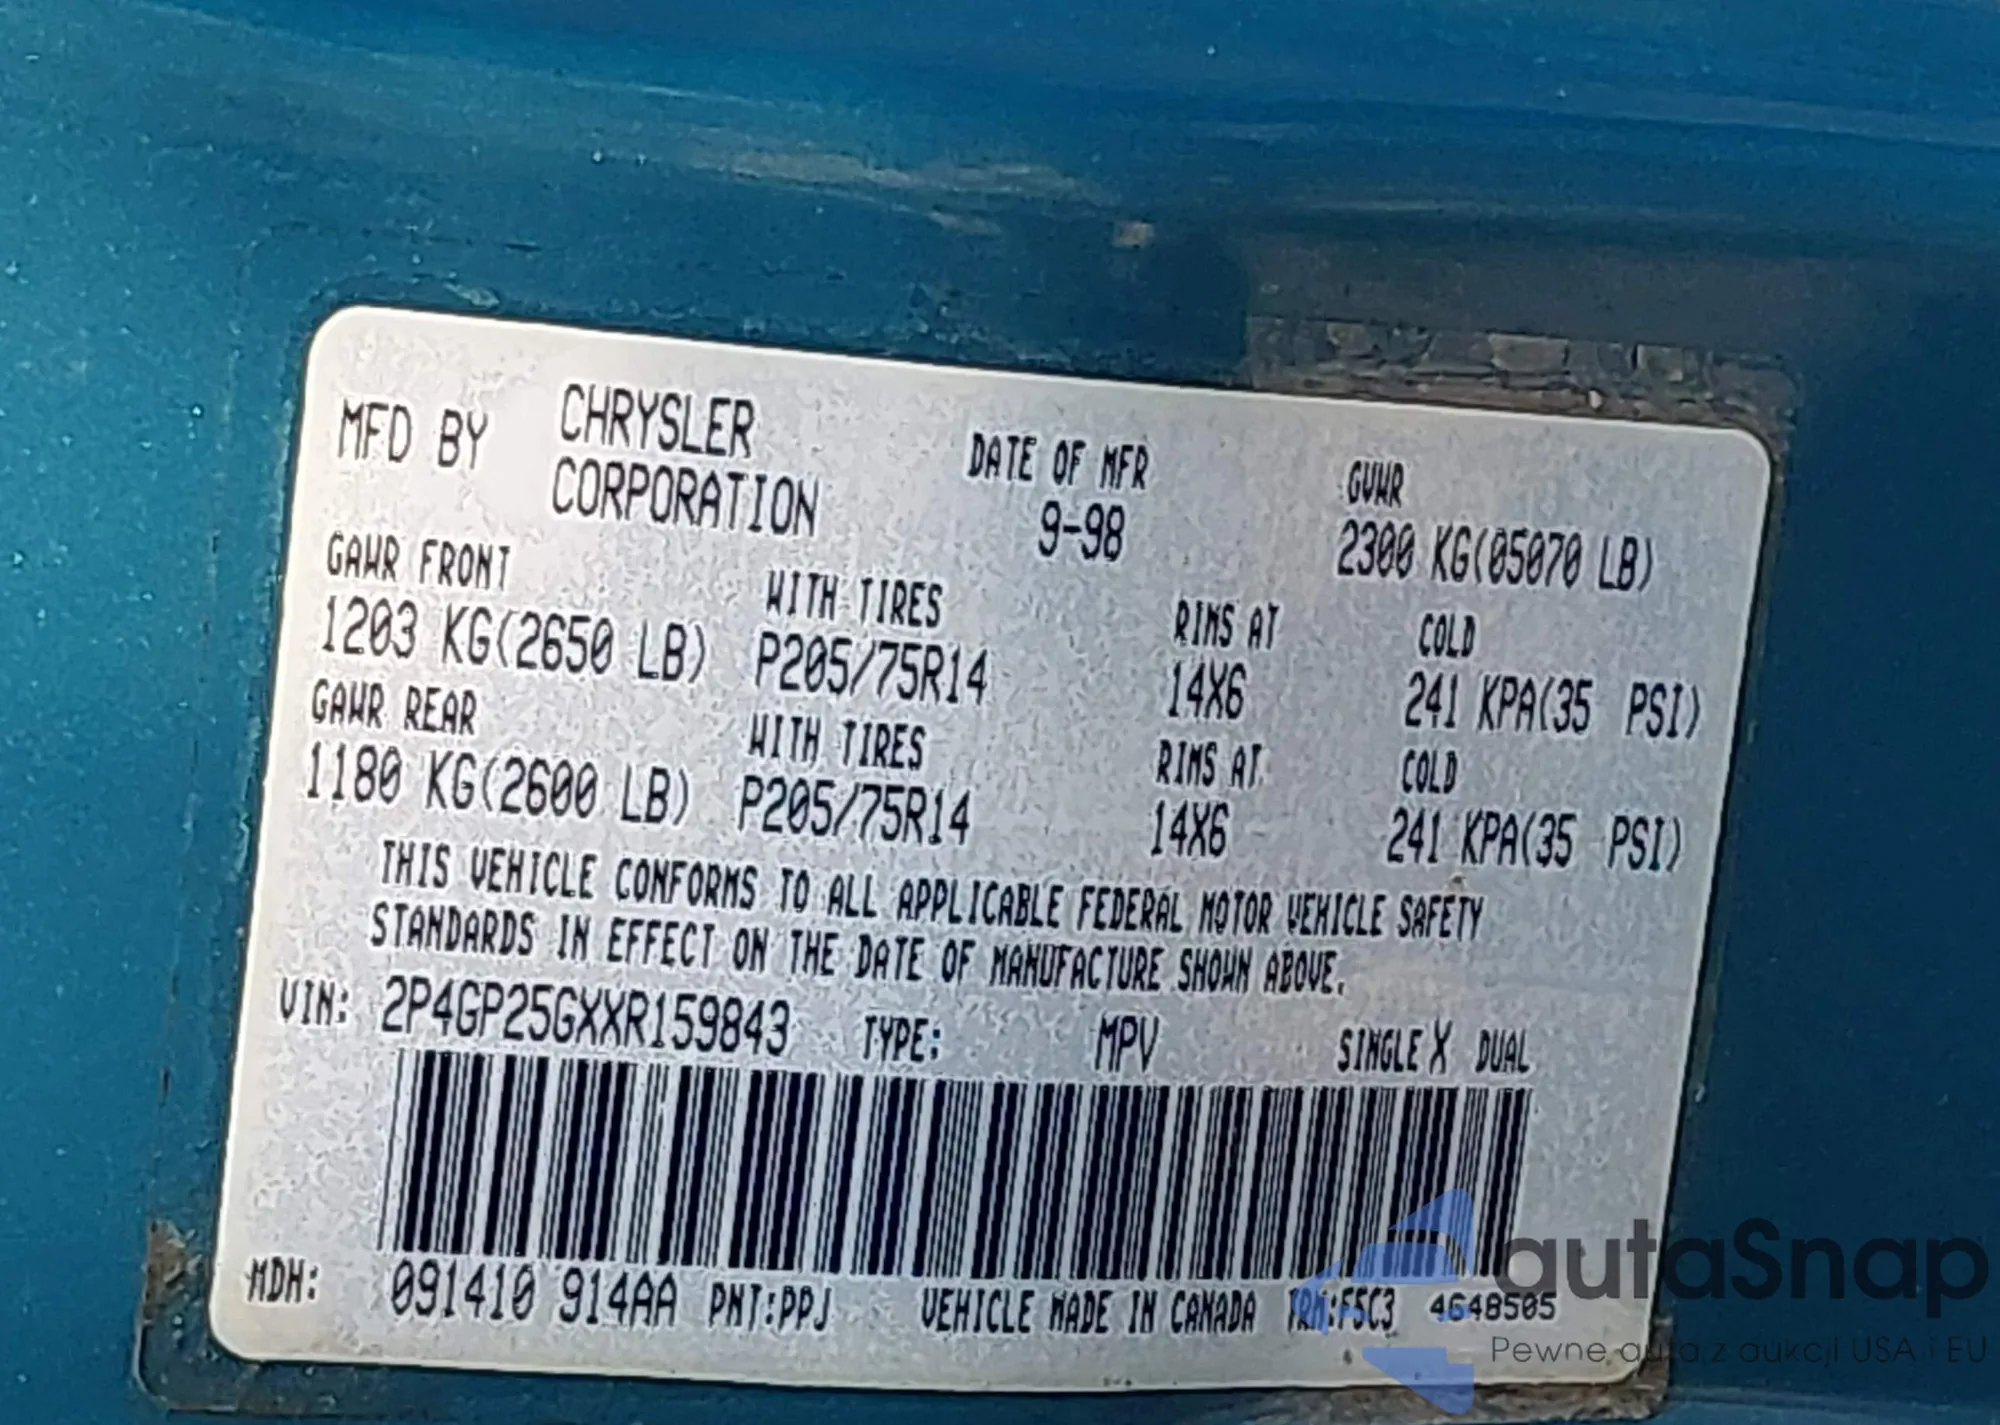 MFD BY CHRYSLER CORPORATION DATE OF MFR 9-98 GVWR 2300 KG(05070 LB)
GAWR FRONT WITH TIRES RIMS AT COLD
1203 KG(2650 LB) P205/75R14 14X6 241 KPA(35 PSI)
GAWR REAR WITH TIRES RIMS AT COLD
1180 KG(2600 LB) P205/75R14 14X6 241 KPA(35 PSI)
THIS VEHICLE CONFORMS TO ALL APPLICABLE FEDERAL MOTOR VEHICLE SAFETY
STANDARDS IN EFFECT ON THE DATE OF MANUFACTURE SHOWN ABOVE.
VIN: 2P4GP25GXXR159843 TYPE: MPV SINGLE X DUAL
MDH: 091410 914AA PNT:PPJ VEHICLE MADE IN CANADA TRM:F5C3 4648505
autaSnap
Pewne auta z aukcji USA i EU